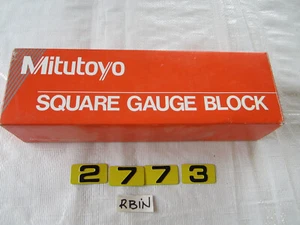 Mitutoyo
SQUARE GAUGE BLOCK
2773
RBIN